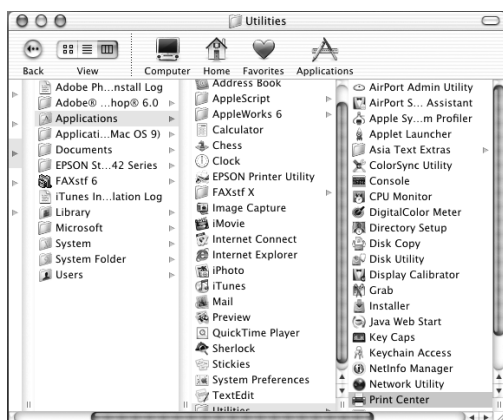 Utilities
Back
View
Computer
Home
Favorites
Applications
Adobe Ph...nstall Log
Adobe® ...hop® 6.0
Applications
Applicati...Mac OS 9)
Documents
EPSON St...42 Series
FAXstf 6
iTunes In...lation Log
Library
Microsoft
System
System Folder
Users
Address Book
AppleScript
AppleWorks 6
Calculator
Chess
Clock
EPSON Printer Utility
FAXstf X
Image Capture
iMovie
Internet Connect
Internet Explorer
iPhoto
iTunes
Mail
Preview
QuickTime Player
Sherlock
Stickies
System Preferences
TextEdit
Utilities
AirPort Admin Utility
AirPort S... Assistant
Apple Sy...m Profiler
Applet Launcher
Asia Text Extras
ColorSync Utility
Console
CPU Monitor
DigitalColor Meter
Directory Setup
Disk Copy
Disk Utility
Display Calibrator
Grab
Installer
Java Web Start
Key Caps
Keychain Access
NetInfo Manager
Network Utility
Print Center